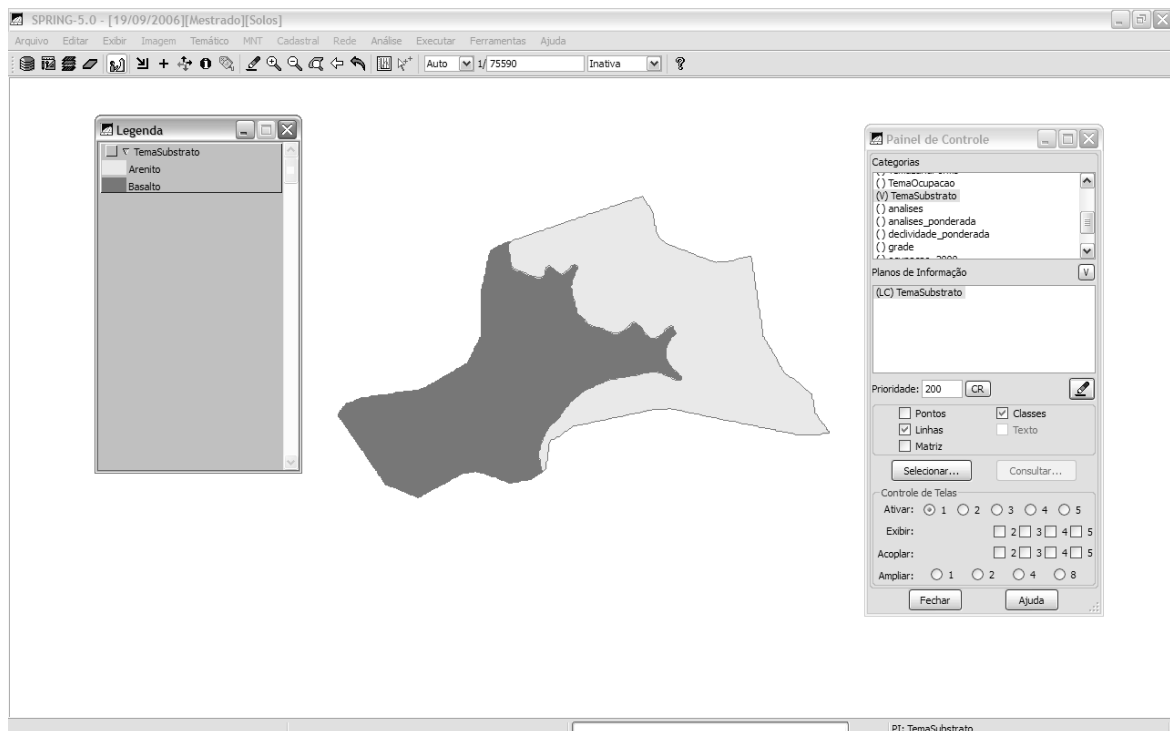 SPRING-5.0 - [19/09/2006][Mestrado][Solos]
Arquivo Editar Exibir Imagem Temático MNT Cadastral Rede Análise Executar Ferramentas Ajuda
Auto 1/ 75590 Inativa
Legenda
TemaSubstrato
Arenito
Basalto
Painel de Controle
Categorias
( ) TemaOcupacao
(V) TemaSubstrato
( ) analises
( ) analises_ponderada
( ) declividade_ponderada
( ) grade
Planos de Informação V
(LC) TemaSubstrato
Prioridade: 200 CR
Pontos Classes
Linhas Texto
Matriz
Selecionar... Consultar...
Controle de Telas
Ativar: 1 2 3 4 5
Exibir: 2 3 4 5
Acoplar: 2 3 4 5
Ampliar: 1 2 4 8
Fechar Ajuda
PI: TemaSubstrato